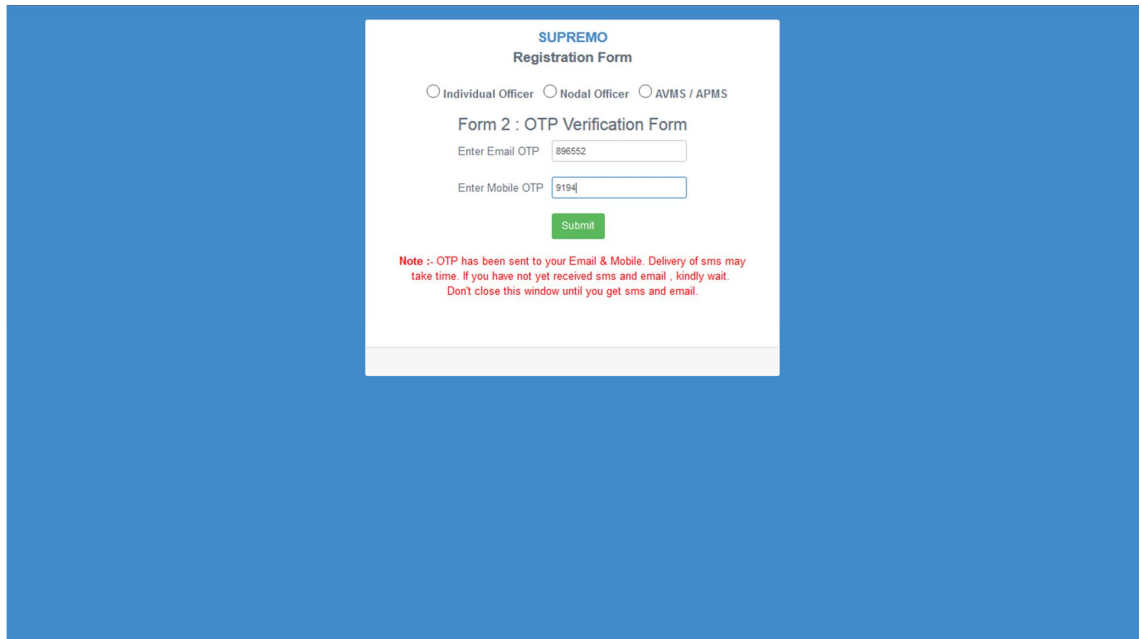 SUPREMO
Registration Form
Individual Officer Nodal Officer AVMS / APMS
Form 2 : OTP Verification Form
Enter Email OTP 896552
Enter Mobile OTP 9194
Submit
Note :- OTP has been sent to your Email & Mobile. Delivery of sms may
take time. If you have not yet received sms and email , kindly wait.
Don't close this window until you get sms and email.